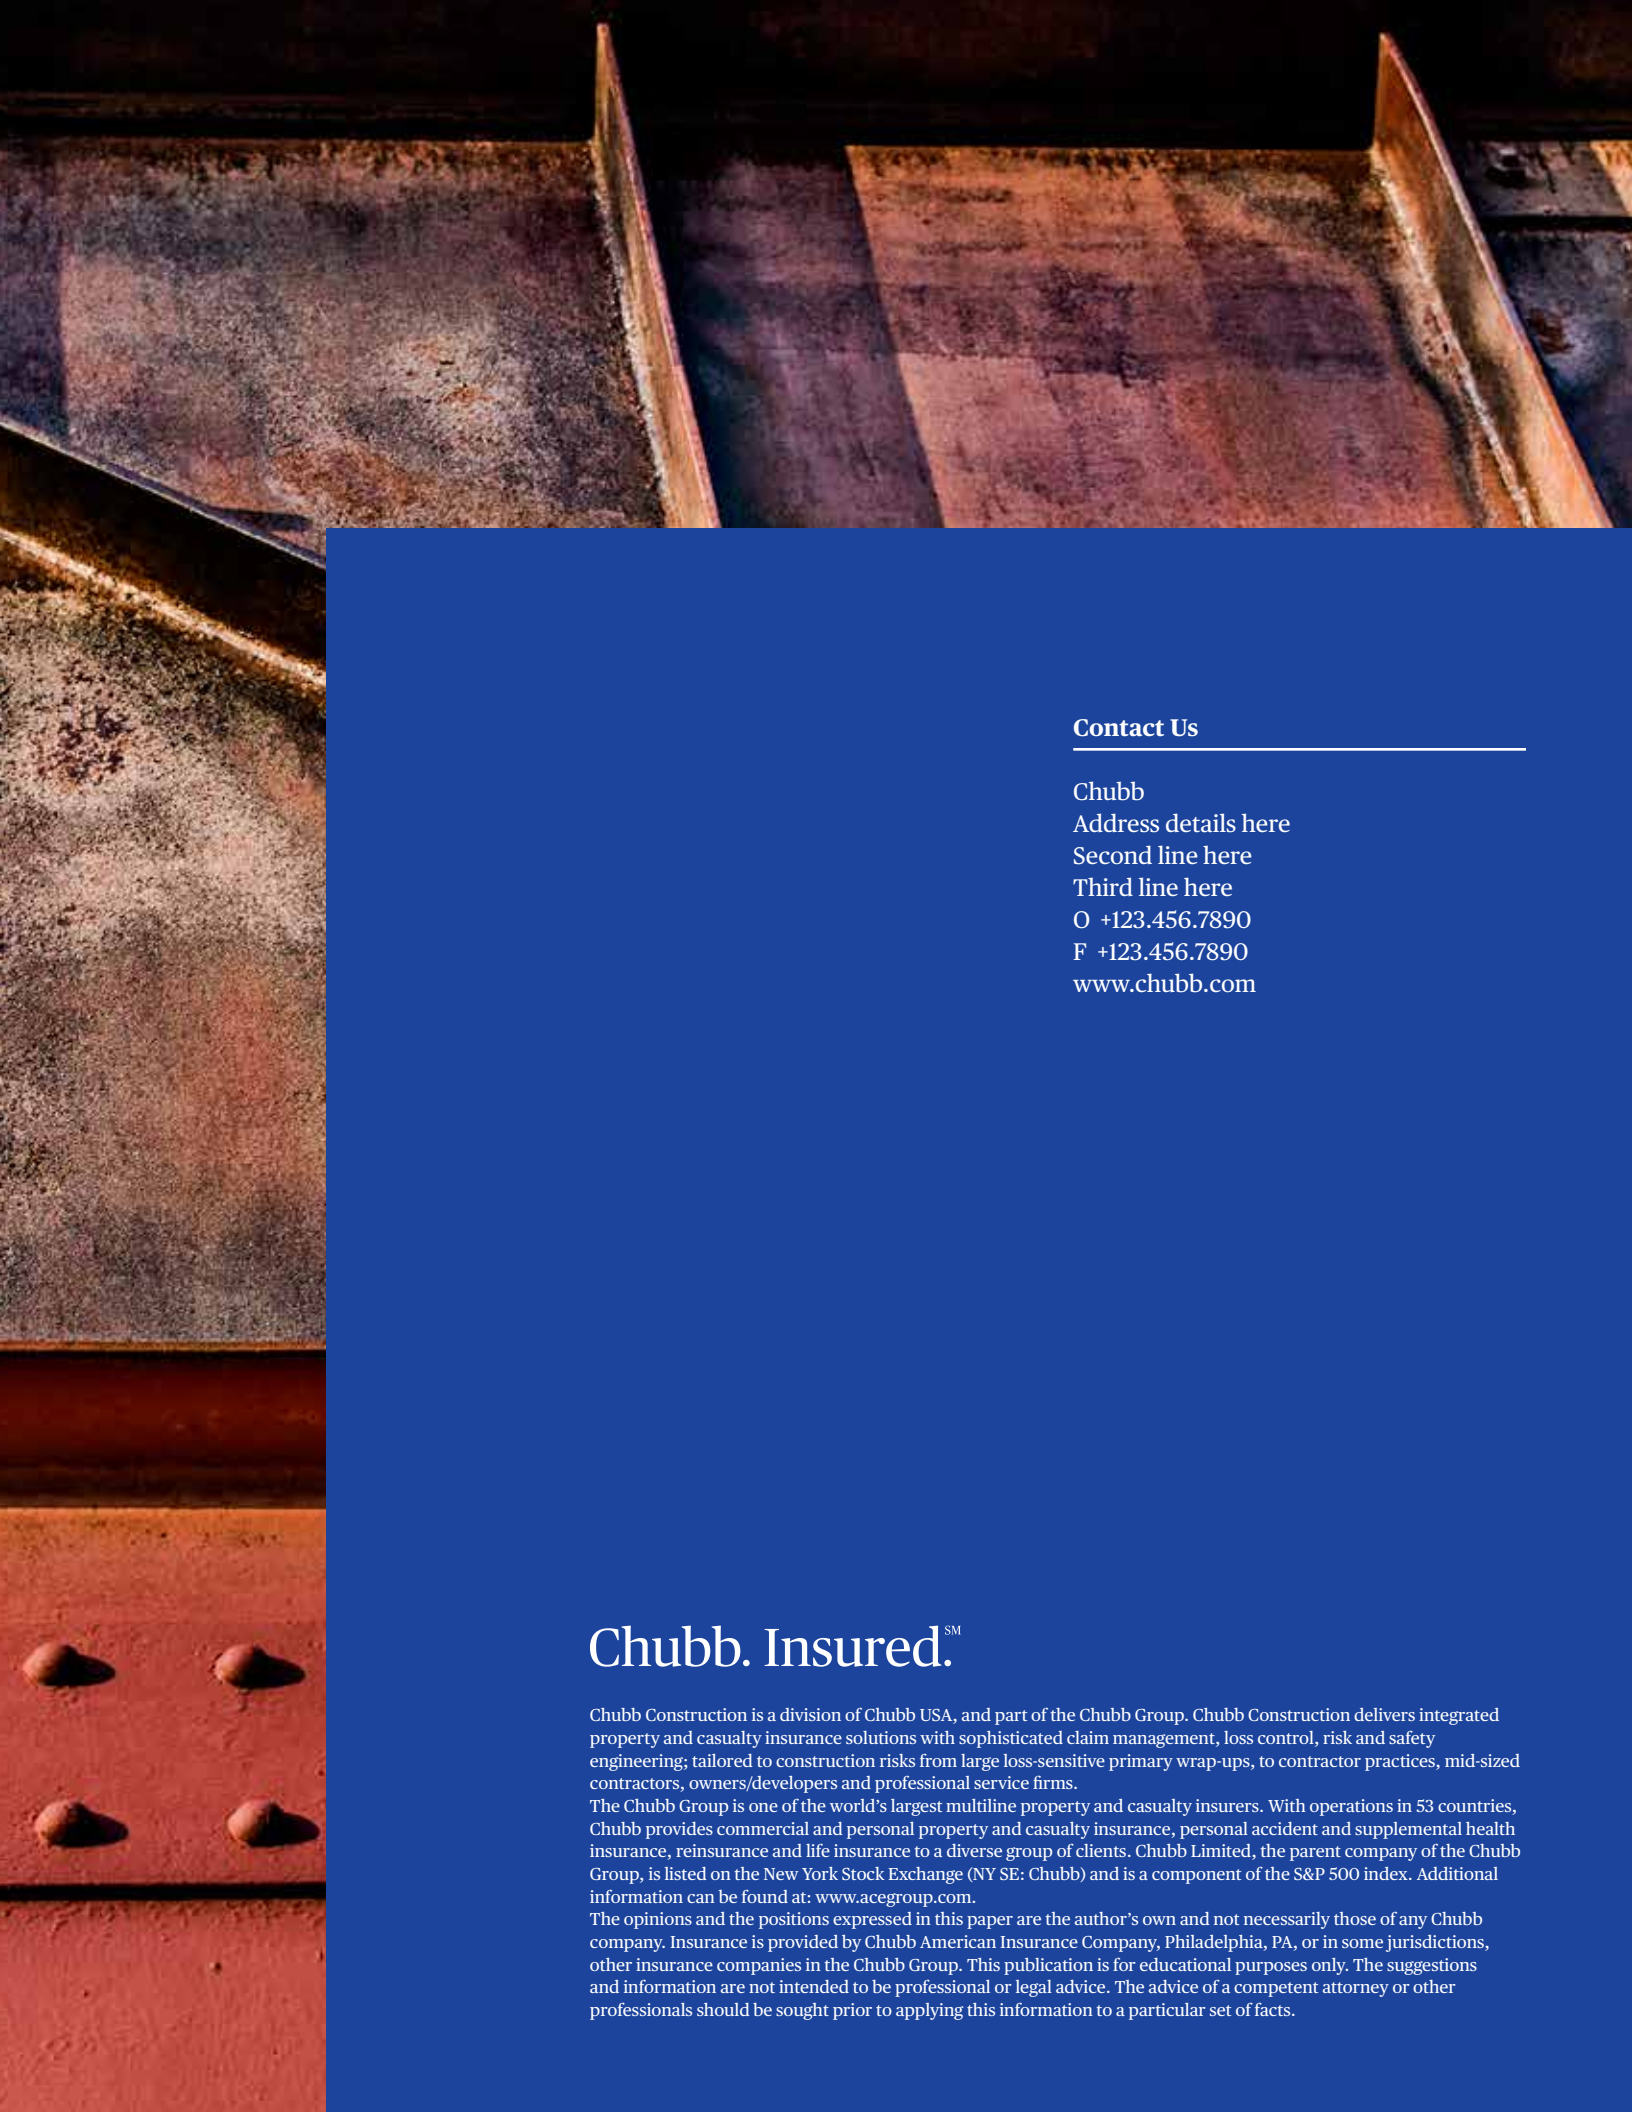 Contact Us
Chubb
Address details here
Second line here
Third line here
O +123.456.7890
F +123.456.7890
www.chubb.com
Chubb. Insured.℠
Chubb Construction is a division of Chubb USA, and part of the Chubb Group. Chubb Construction delivers integrated
property and casualty insurance solutions with sophisticated claim management, loss control, risk and safety
engineering; tailored to construction risks from large loss-sensitive primary wrap-ups, to contractor practices, mid-sized
contractors, owners/developers and professional service firms.
The Chubb Group is one of the world’s largest multiline property and casualty insurers. With operations in 53 countries,
Chubb provides commercial and personal property and casualty insurance, personal accident and supplemental health
insurance, reinsurance and life insurance to a diverse group of clients. Chubb Limited, the parent company of the Chubb
Group, is listed on the New York Stock Exchange (NY SE: Chubb) and is a component of the S&P 500 index. Additional
information can be found at: www.acegroup.com.
The opinions and the positions expressed in this paper are the author’s own and not necessarily those of any Chubb
company. Insurance is provided by Chubb American Insurance Company, Philadelphia, PA, or in some jurisdictions,
other insurance companies in the Chubb Group. This publication is for educational purposes only. The suggestions
and information are not intended to be professional or legal advice. The advice of a competent attorney or other
professionals should be sought prior to applying this information to a particular set of facts.